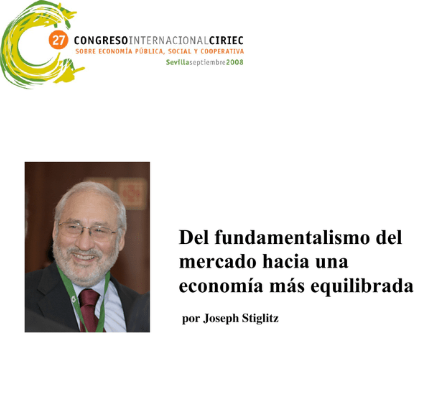 27 CONGRESOINTERNACIONALCIRIEC
SOBRE ECONOMÍA PÚBLICA, SOCIAL Y COOPERATIVA
Sevillaseptiembre2008
Del fundamentalismo del
mercado hacia una
economía más equilibrada
por Joseph Stiglitz